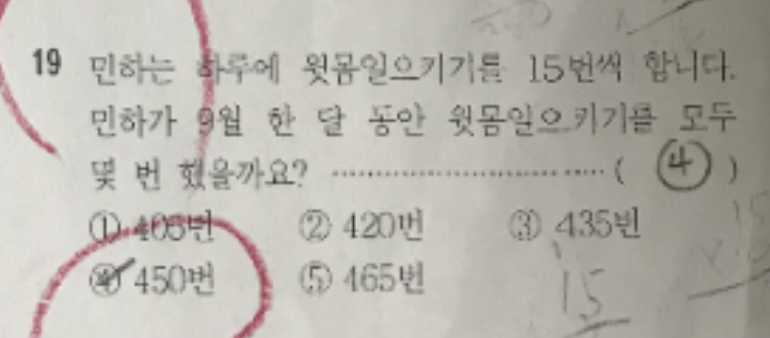 19 민하는 하루에 윗몸일으키기를 15번씩 합니다.
민하가 9월 한 달 동안 윗몸일으키기를 모두
몇 번 했을까요? ………………………… ( ④ )
① 405번 ② 420번 ③ 435번
④ 450번 ⑤ 465번
15